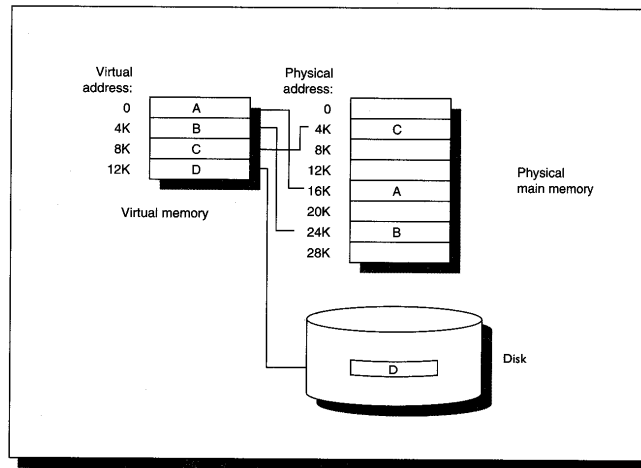 Virtual
address:
0
4K
8K
12K
A
B
C
D
Virtual memory
Physical
address:
0
4K
8K
12K
16K
20K
24K
28K
C
A
B
Physical
main memory
D
Disk